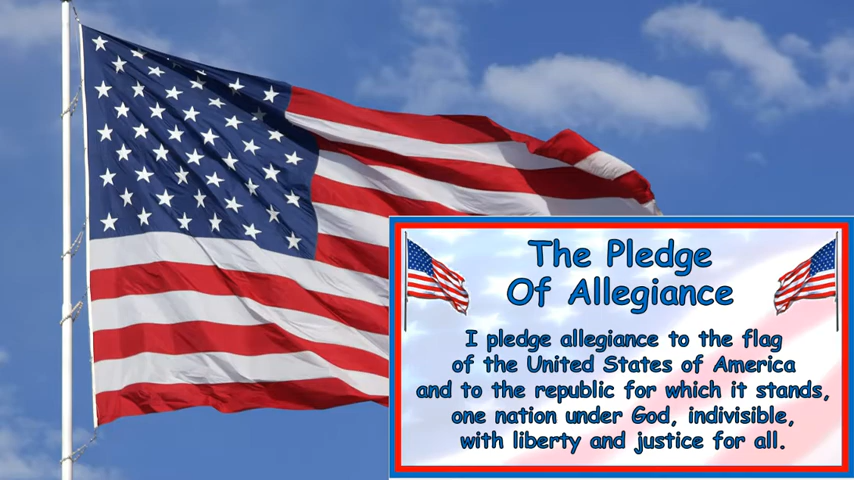 The Pledge
Of Allegiance
I pledge allegiance to the flag
of the United States of America
and to the republic for which it stands,
one nation under God, indivisible,
with liberty and justice for all.